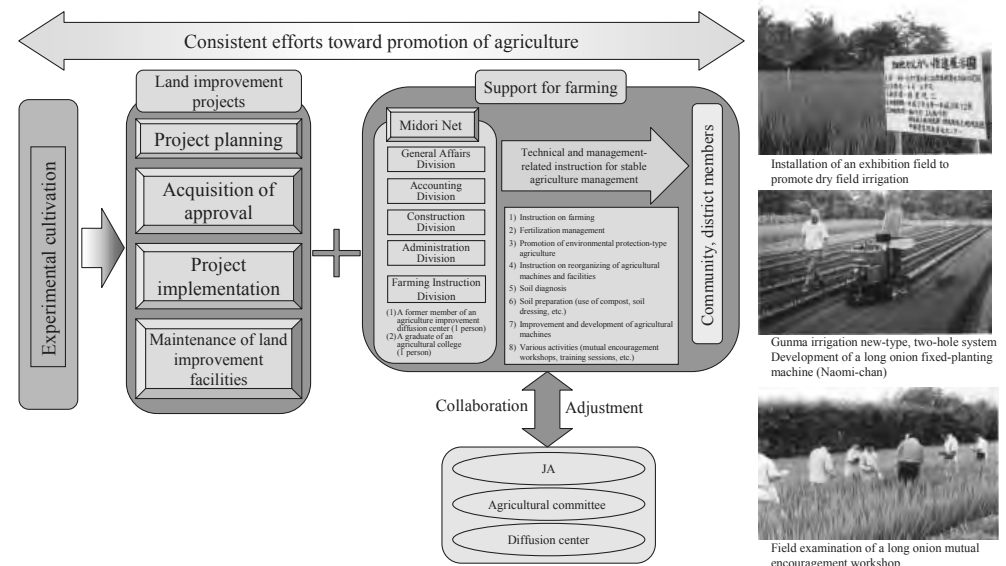 Consistent efforts toward promotion of agriculture
Experimental cultivation
Land improvement
projects
Project planning
Acquisition of
approval
Project
implementation
Maintenance of land
improvement
facilities
Support for farming
Midori Net
General Affairs
Division
Accounting
Division
Construction
Division
Administration
Division
Farming Instruction
Division
(1) A former member of an
agriculture improvement
diffusion center (1 person)
(2) A graduate of an
agricultural college
(1 person)
Technical and management-
related instruction for stable
agriculture management
1) Instruction on farming
2) Fertilization management
3) Promotion of environmental protection-type
agriculture
4) Instruction on reorganizing of agricultural
machines and facilities
5) Soil diagnosis
6) Soil preparation (use of compost, soil
dressing, etc.)
7) Improvement and development of agricultural
machines
8) Various activities (mutual encouragement
workshops, training sessions, etc.)
Community, district members
Collaboration
Adjustment
JA
Agricultural committee
Diffusion center
Installation of an exhibition field to
promote dry field irrigation
Gunma irrigation new-type, two-hole system
Development of a long onion fixed-planting
machine (Naomi-chan)
Field examination of a long onion mutual
encouragement workshop